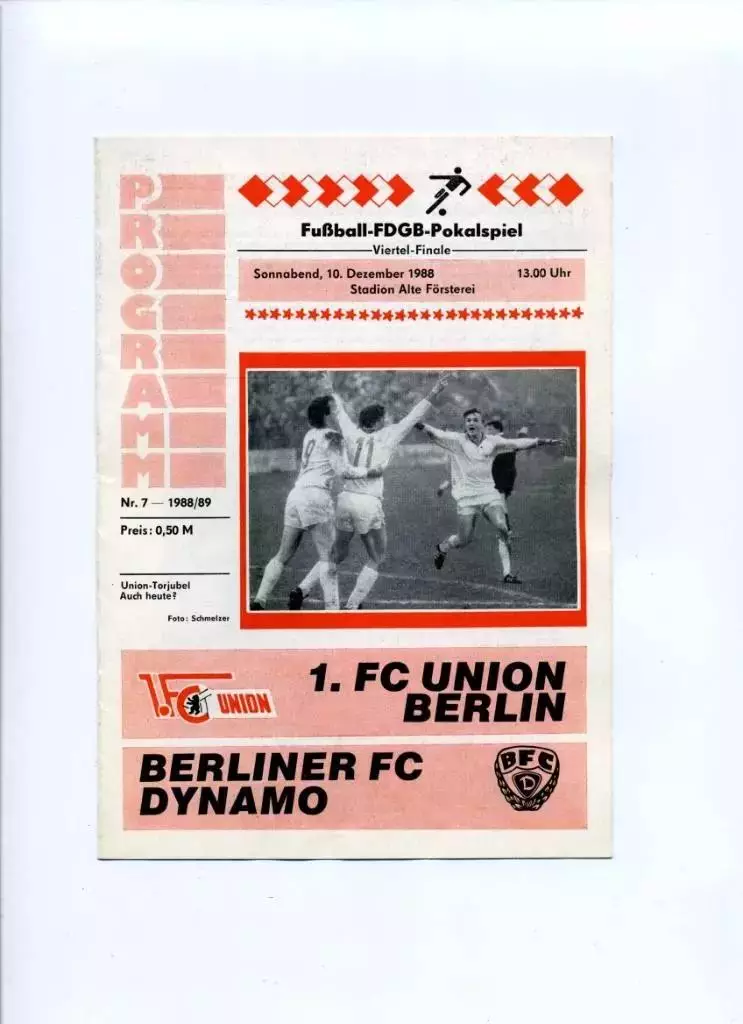 PROGRAMM
Fußball-FDGB-Pokalspiel
Viertel-Finale
Sonnabend, 10. Dezember 1988 13.00 Uhr
Stadion Alte Försterei
Nr. 7 — 1988/89
Preis: 0,50 M
Union-Torjubel
Auch heute?
Foto: Schmelzer
9 11
1. FC UNION
BERLIN
1.FC UNION
BERLINER FC
DYNAMO
BFC
D